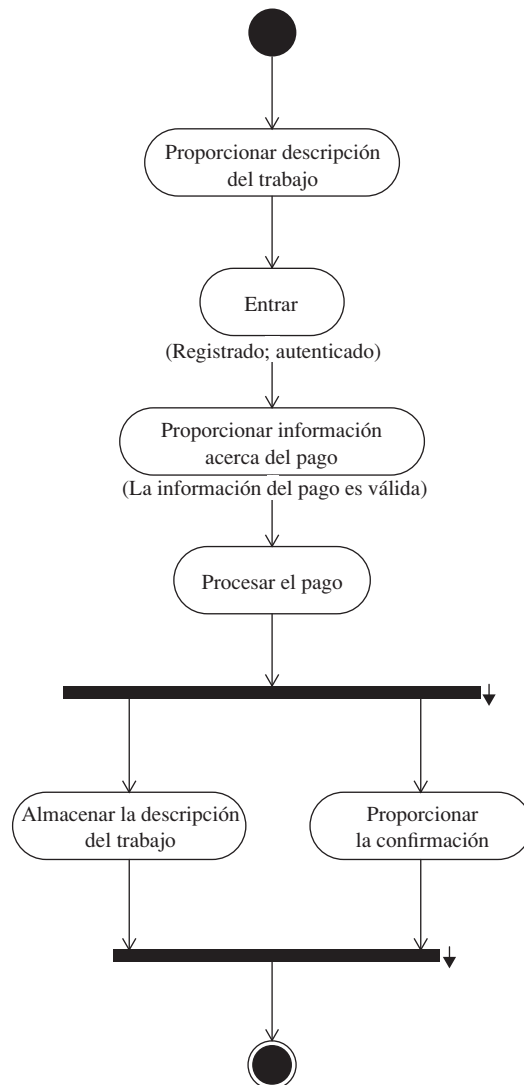 Proporcionar descripción
del trabajo
Entrar
(Registrado; autenticado)
Proporcionar información
acerca del pago
(La información del pago es válida)
Procesar el pago
Almacenar la descripción
del trabajo
Proporcionar
la confirmación